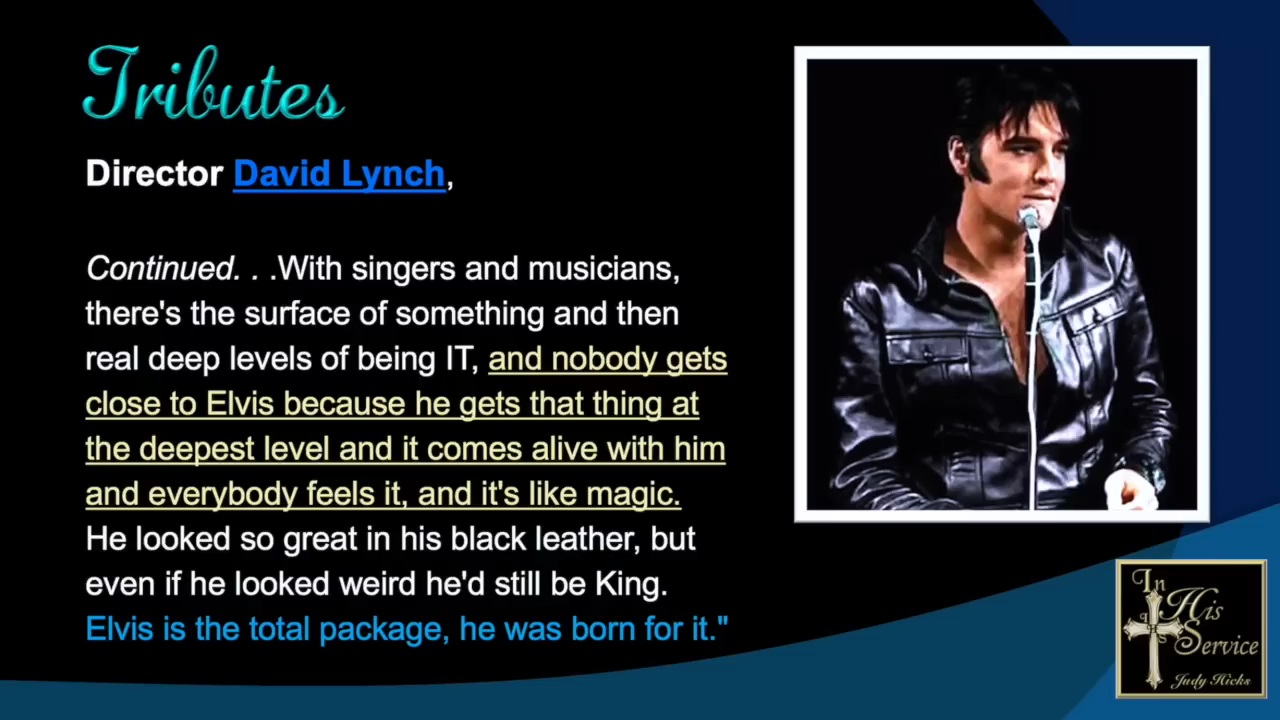 Tributes
Director David Lynch,
Continued. . .With singers and musicians,
there's the surface of something and then
real deep levels of being IT, and nobody gets
close to Elvis because he gets that thing at
the deepest level and it comes alive with him
and everybody feels it, and it's like magic.
He looked so great in his black leather, but
even if he looked weird he'd still be King.
Elvis is the total package, he was born for it."
In
His
IHS
Service
Judy Hicks